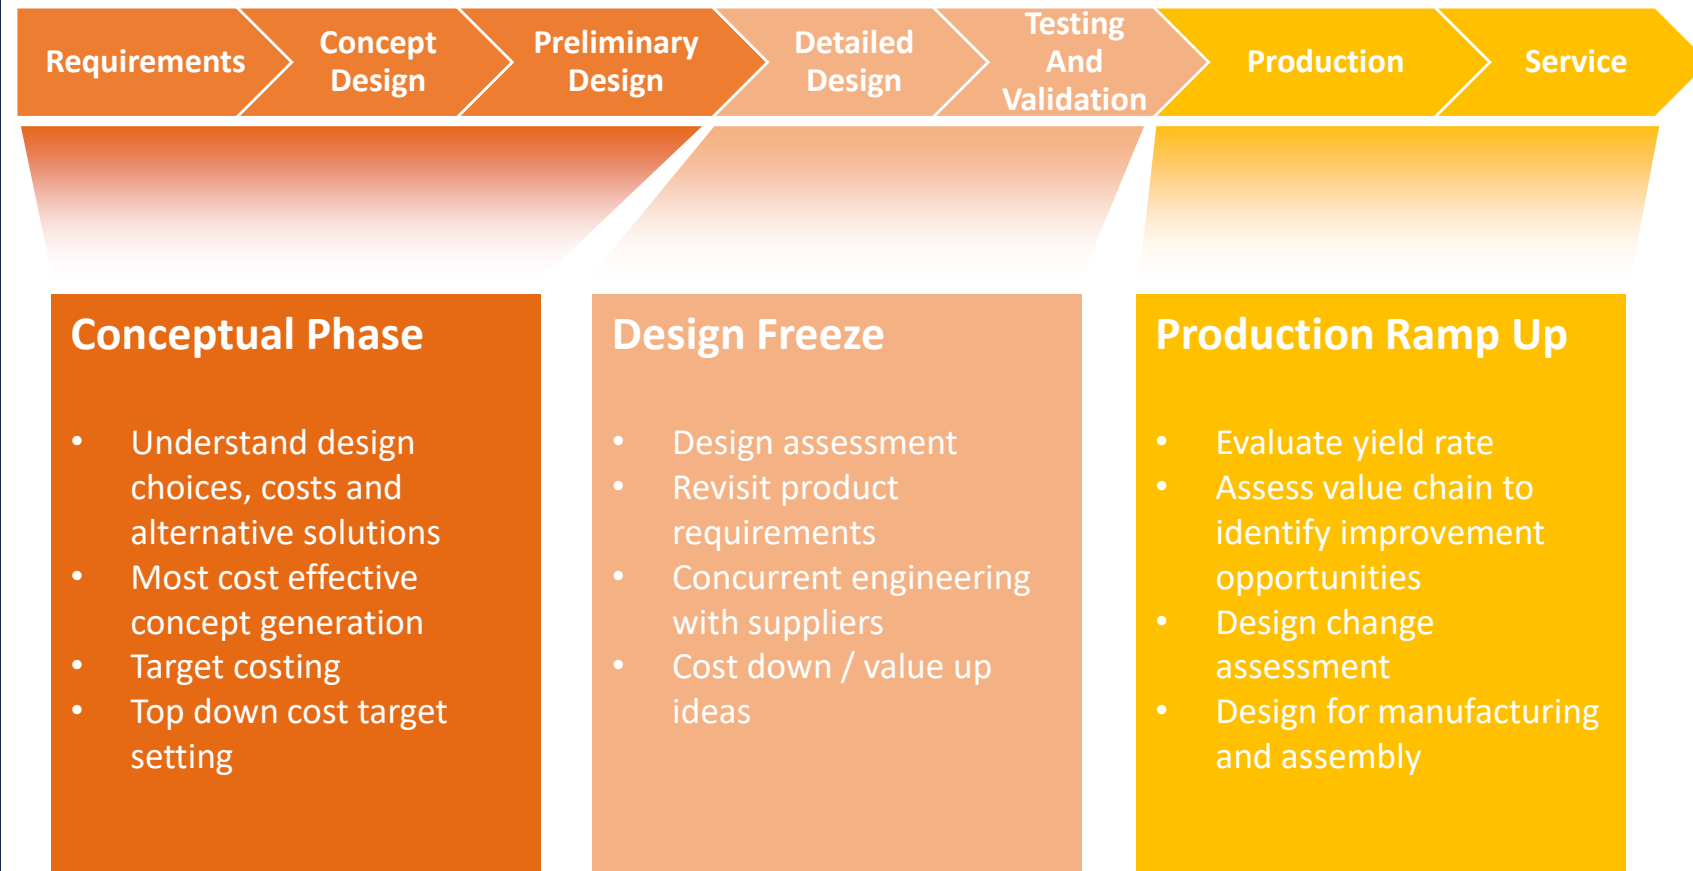 Requirements
Concept
Design
Preliminary
Design
Detailed
Design
Testing
And
Validation
Production
Service
Conceptual Phase
• Understand design
choices, costs and
alternative solutions
• Most cost effective
concept generation
• Target costing
• Top down cost target
setting
Design Freeze
• Design assessment
• Revisit product
requirements
• Concurrent engineering
with suppliers
• Cost down / value up
ideas
Production Ramp Up
• Evaluate yield rate
• Assess value chain to
identify improvement
opportunities
• Design change
assessment
• Design for manufacturing
and assembly